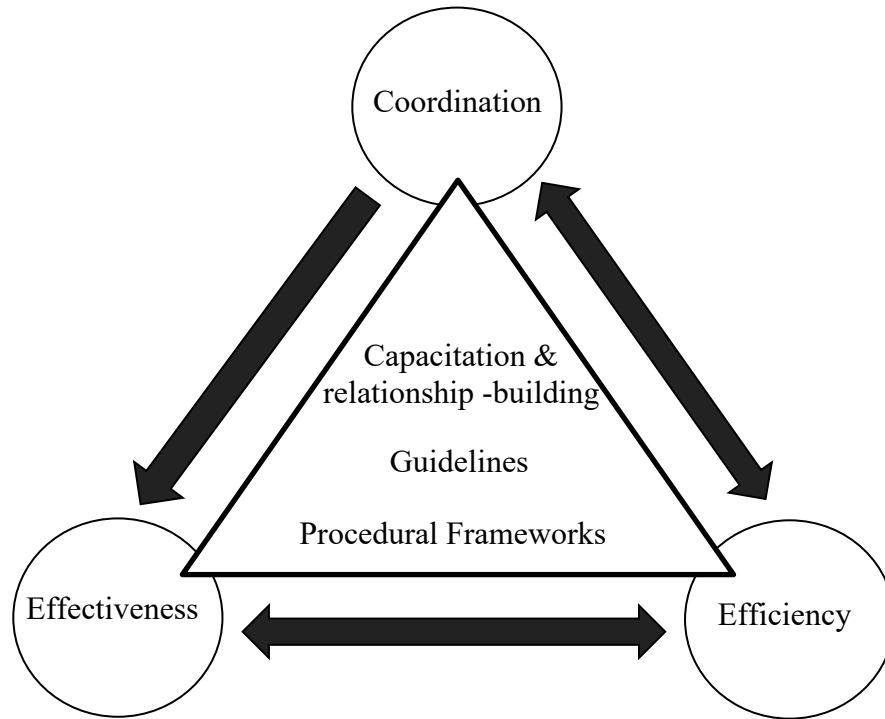 Coordination
Capacitation &
relationship -building
Guidelines
Procedural Frameworks
Effectiveness
Efficiency